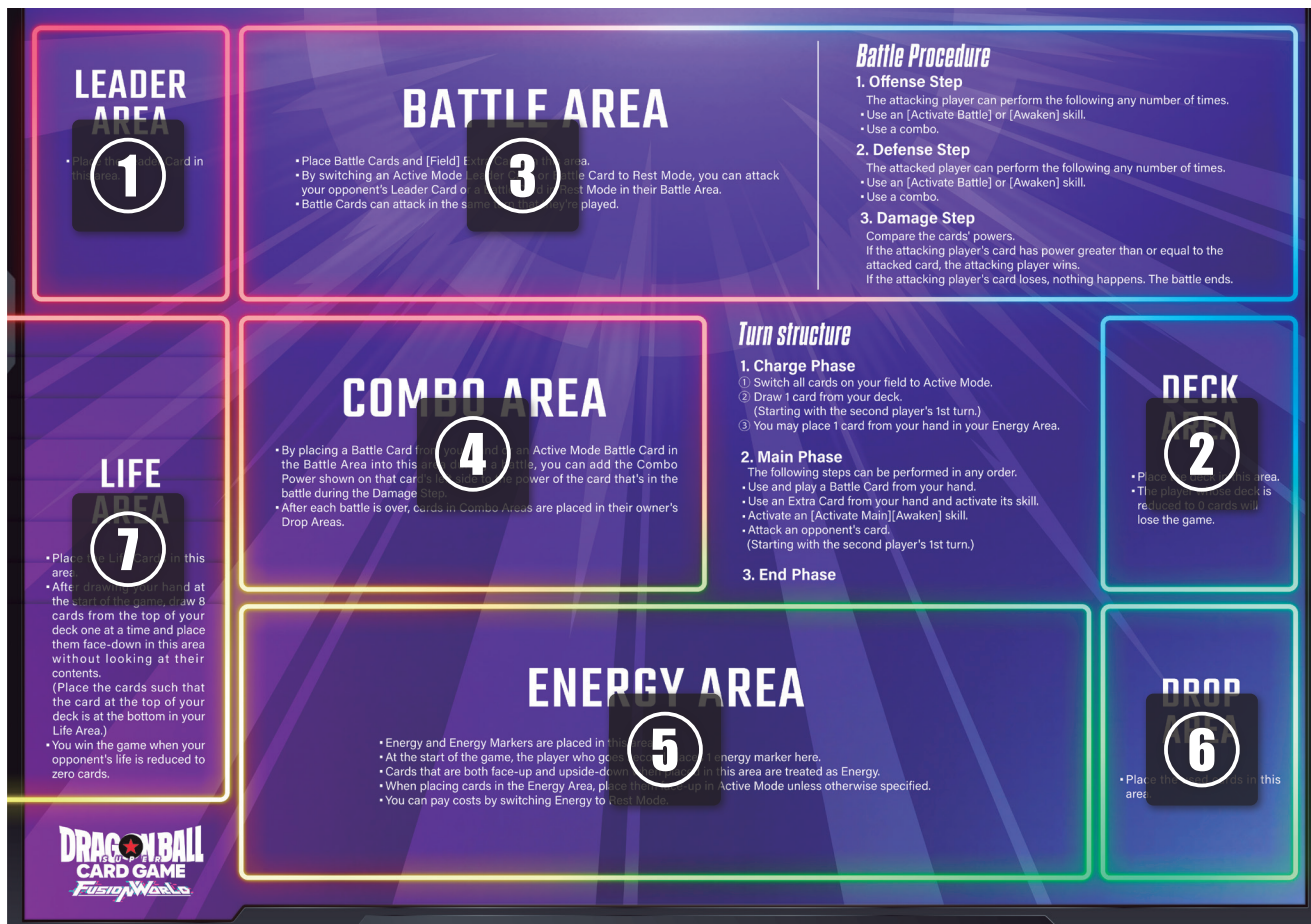 LEADER
AREA
1
• Place the Leader Card in
this area.
BATTLE AREA
3
• Place Battle Cards and [Field] Extra Cards in this area.
• By switching an Active Mode Leader Card or Battle Card to Rest Mode, you can attack
your opponent's Leader Card or a Battle Card in Rest Mode in their Battle Area.
• Battle Cards can attack in the same turn that they're played.
Battle Procedure
1. Offense Step
The attacking player can perform the following any number of times.
• Use an [Activate Battle] or [Awaken] skill.
• Use a combo.
2. Defense Step
The attacked player can perform the following any number of times.
• Use an [Activate Battle] or [Awaken] skill.
• Use a combo.
3. Damage Step
Compare the cards' powers.
If the attacking player's card has power greater than or equal to the
attacked card, the attacking player wins.
If the attacking player's card loses, nothing happens. The battle ends.
LIFE
AREA
7
• Place the Life Cards in this
area.
• After drawing your hand at
the start of the game, draw 8
cards from the top of your
deck one at a time and place
them face-down in this area
without looking at their
contents.
(Place the cards such that
the card at the top of your
deck is at the bottom in your
Life Area.)
• You win the game when your
opponent's life is reduced to
zero cards.
COMBO AREA
4
• By placing a Battle Card from your hand or an Active Mode Battle Card in
the Battle Area into this area during a battle, you can add the Combo
Power shown on that card's left side to the power of the card that's in the
battle during the Damage Step.
• After each battle is over, cards in Combo Areas are placed in their owner's
Drop Areas.
Turn structure
1. Charge Phase
① Switch all cards on your field to Active Mode.
② Draw 1 card from your deck.
(Starting with the second player's 1st turn.)
③ You may place 1 card from your hand in your Energy Area.
2. Main Phase
The following steps can be performed in any order.
• Use and play a Battle Card from your hand.
• Use an Extra Card from your hand and activate its skill.
• Activate an [Activate Main][Awaken] skill.
• Attack an opponent's card.
(Starting with the second player's 1st turn.)
3. End Phase
DECK
AREA
2
• Place the deck in this area.
• The player whose deck is
reduced to 0 cards will
lose the game.
ENERGY AREA
5
• Energy and Energy Markers are placed in this area.
• At the start of the game, the player who goes second places 1 energy marker here.
• Cards that are both face-up and upside-down when placed in this area are treated as Energy.
• When placing cards in the Energy Area, place them face-up in Active Mode unless otherwise specified.
• You can pay costs by switching Energy to Rest Mode.
DROP
AREA
6
• Place the used cards in this
area.
DRAGON BALL
SUPER
CARD GAME
FUSION WORLD